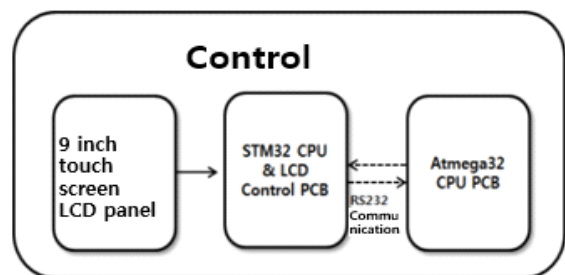 Control
9 inch
touch
screen
LCD panel
STM32 CPU
& LCD
Control PCB
RS232
Commu
nication
Atmega32
CPU PCB